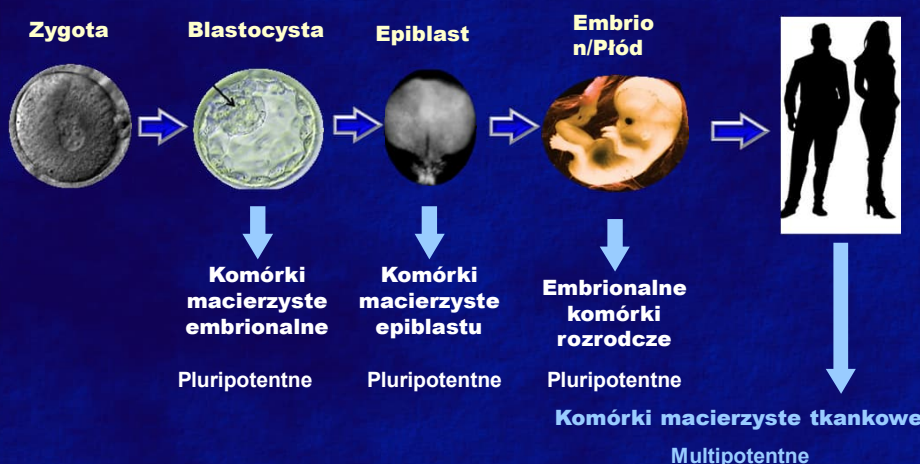 Zygota
Blastocysta
Epiblast
Embrio
n/Płód
Komórki
macierzyste
embrionalne
Komórki
macierzyste
epiblastu
Embrionalne
komórki
rozrodcze
Pluripotentne
Pluripotentne
Pluripotentne
Komórki macierzyste tkankowe
Multipotentne